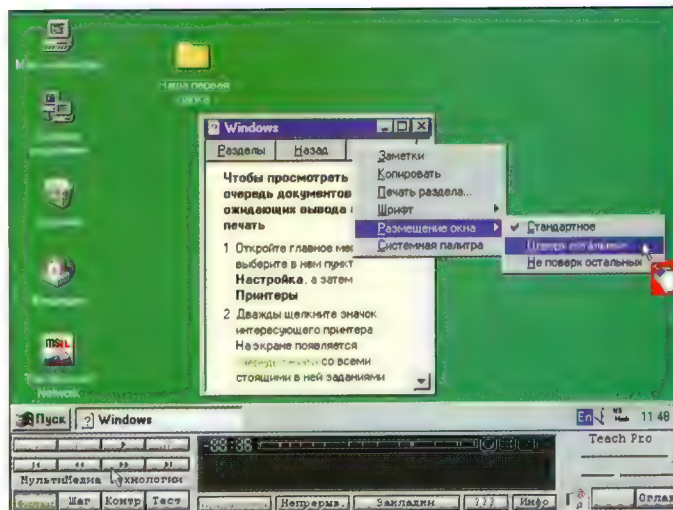 Наша первая
папка
Windows
Разделы Назад
Чтобы просмотреть
очередь документов
ожидающих вывода
печать
1 Откройте главное
выберите в нем пункт
Настройка, а затем
Принтеры
2 Дважды щелкните значок
интересующего принтера
На экране появляется
со всеми
стоящими в ней заданиями
Заметки
Копировать
Печать раздела...
Шрифт
Размещение окна
Системная палитра
Стандартное
Не поверх остальных
Network
Пуск Windows
En 11 48
Teach Pro
МультиМедиа Технологии
Шаг Контр Тест
Непрерыв. Закладки ??? Инфо Оглав